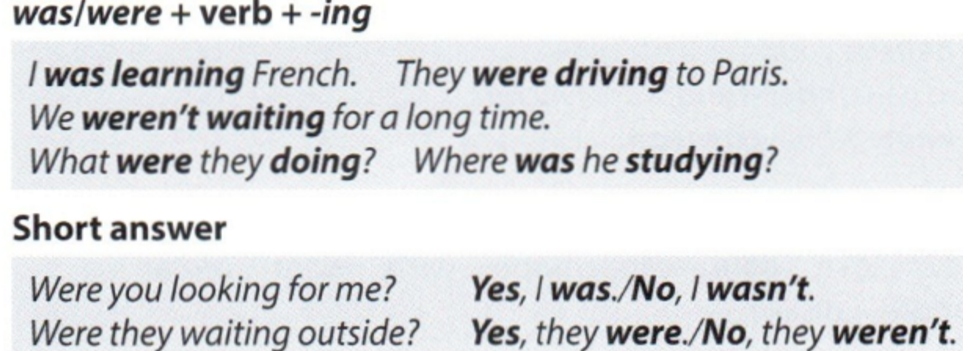 was/were + verb + -ing
I was learning French. They were driving to Paris.
We weren't waiting for a long time.
What were they doing? Where was he studying?
Short answer
Were you looking for me? Yes, I was./No, I wasn't.
Were they waiting outside? Yes, they were./No, they weren't.